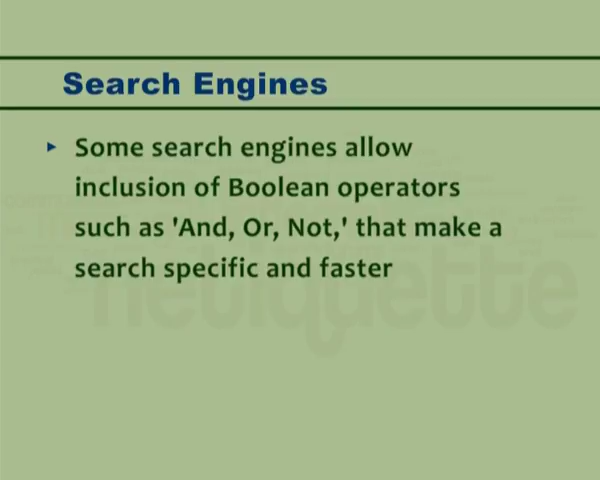 Search Engines
Some search engines allow
inclusion of Boolean operators
such as 'And, Or, Not,' that make a
search specific and faster
netiquette